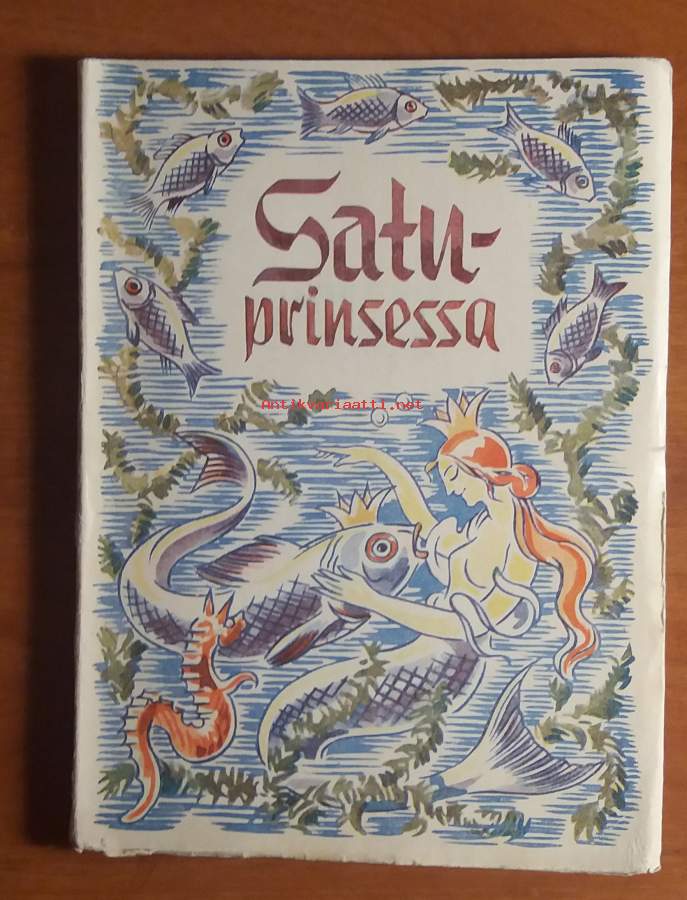 Satu-
prinsessa
Antikvariaatti.net